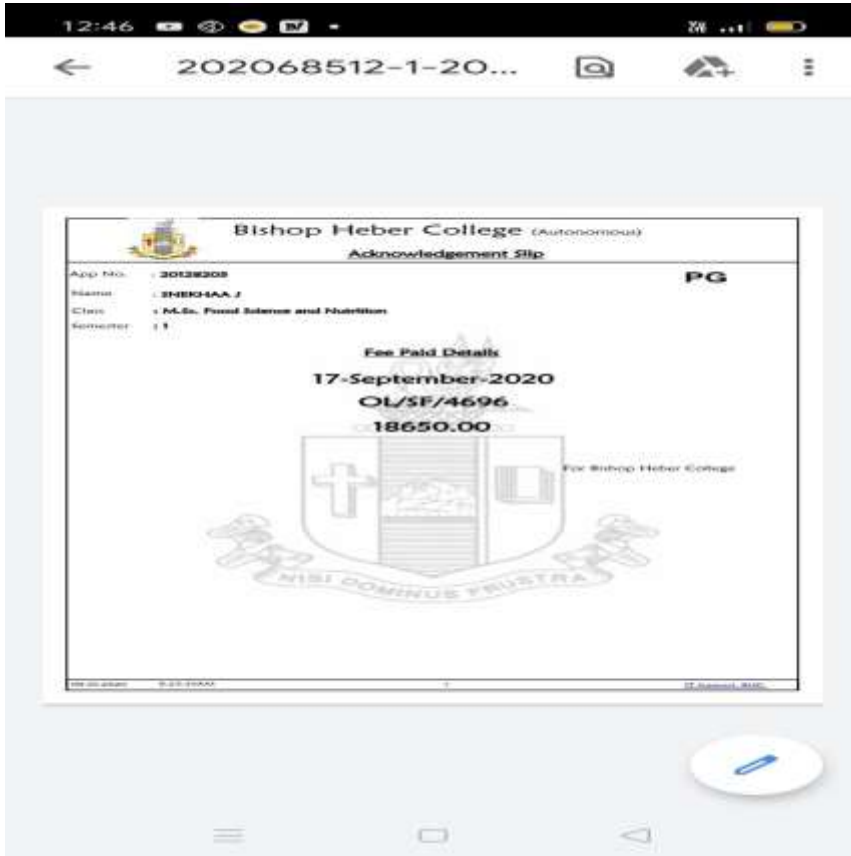 12:46
202068512-1-20...
Bishop Heber College (Autonomous)
Acknowledgement Slip
App No. : 20128205
PG
Name : SNEKHAA J
Class : M.Sc. Food Science and Nutrition
Semester : 1
Fee Paid Details
17-September-2020
OL/SF/4696
18650.00
For Bishop Heber College
NISI DOMINUS FRUSTRA